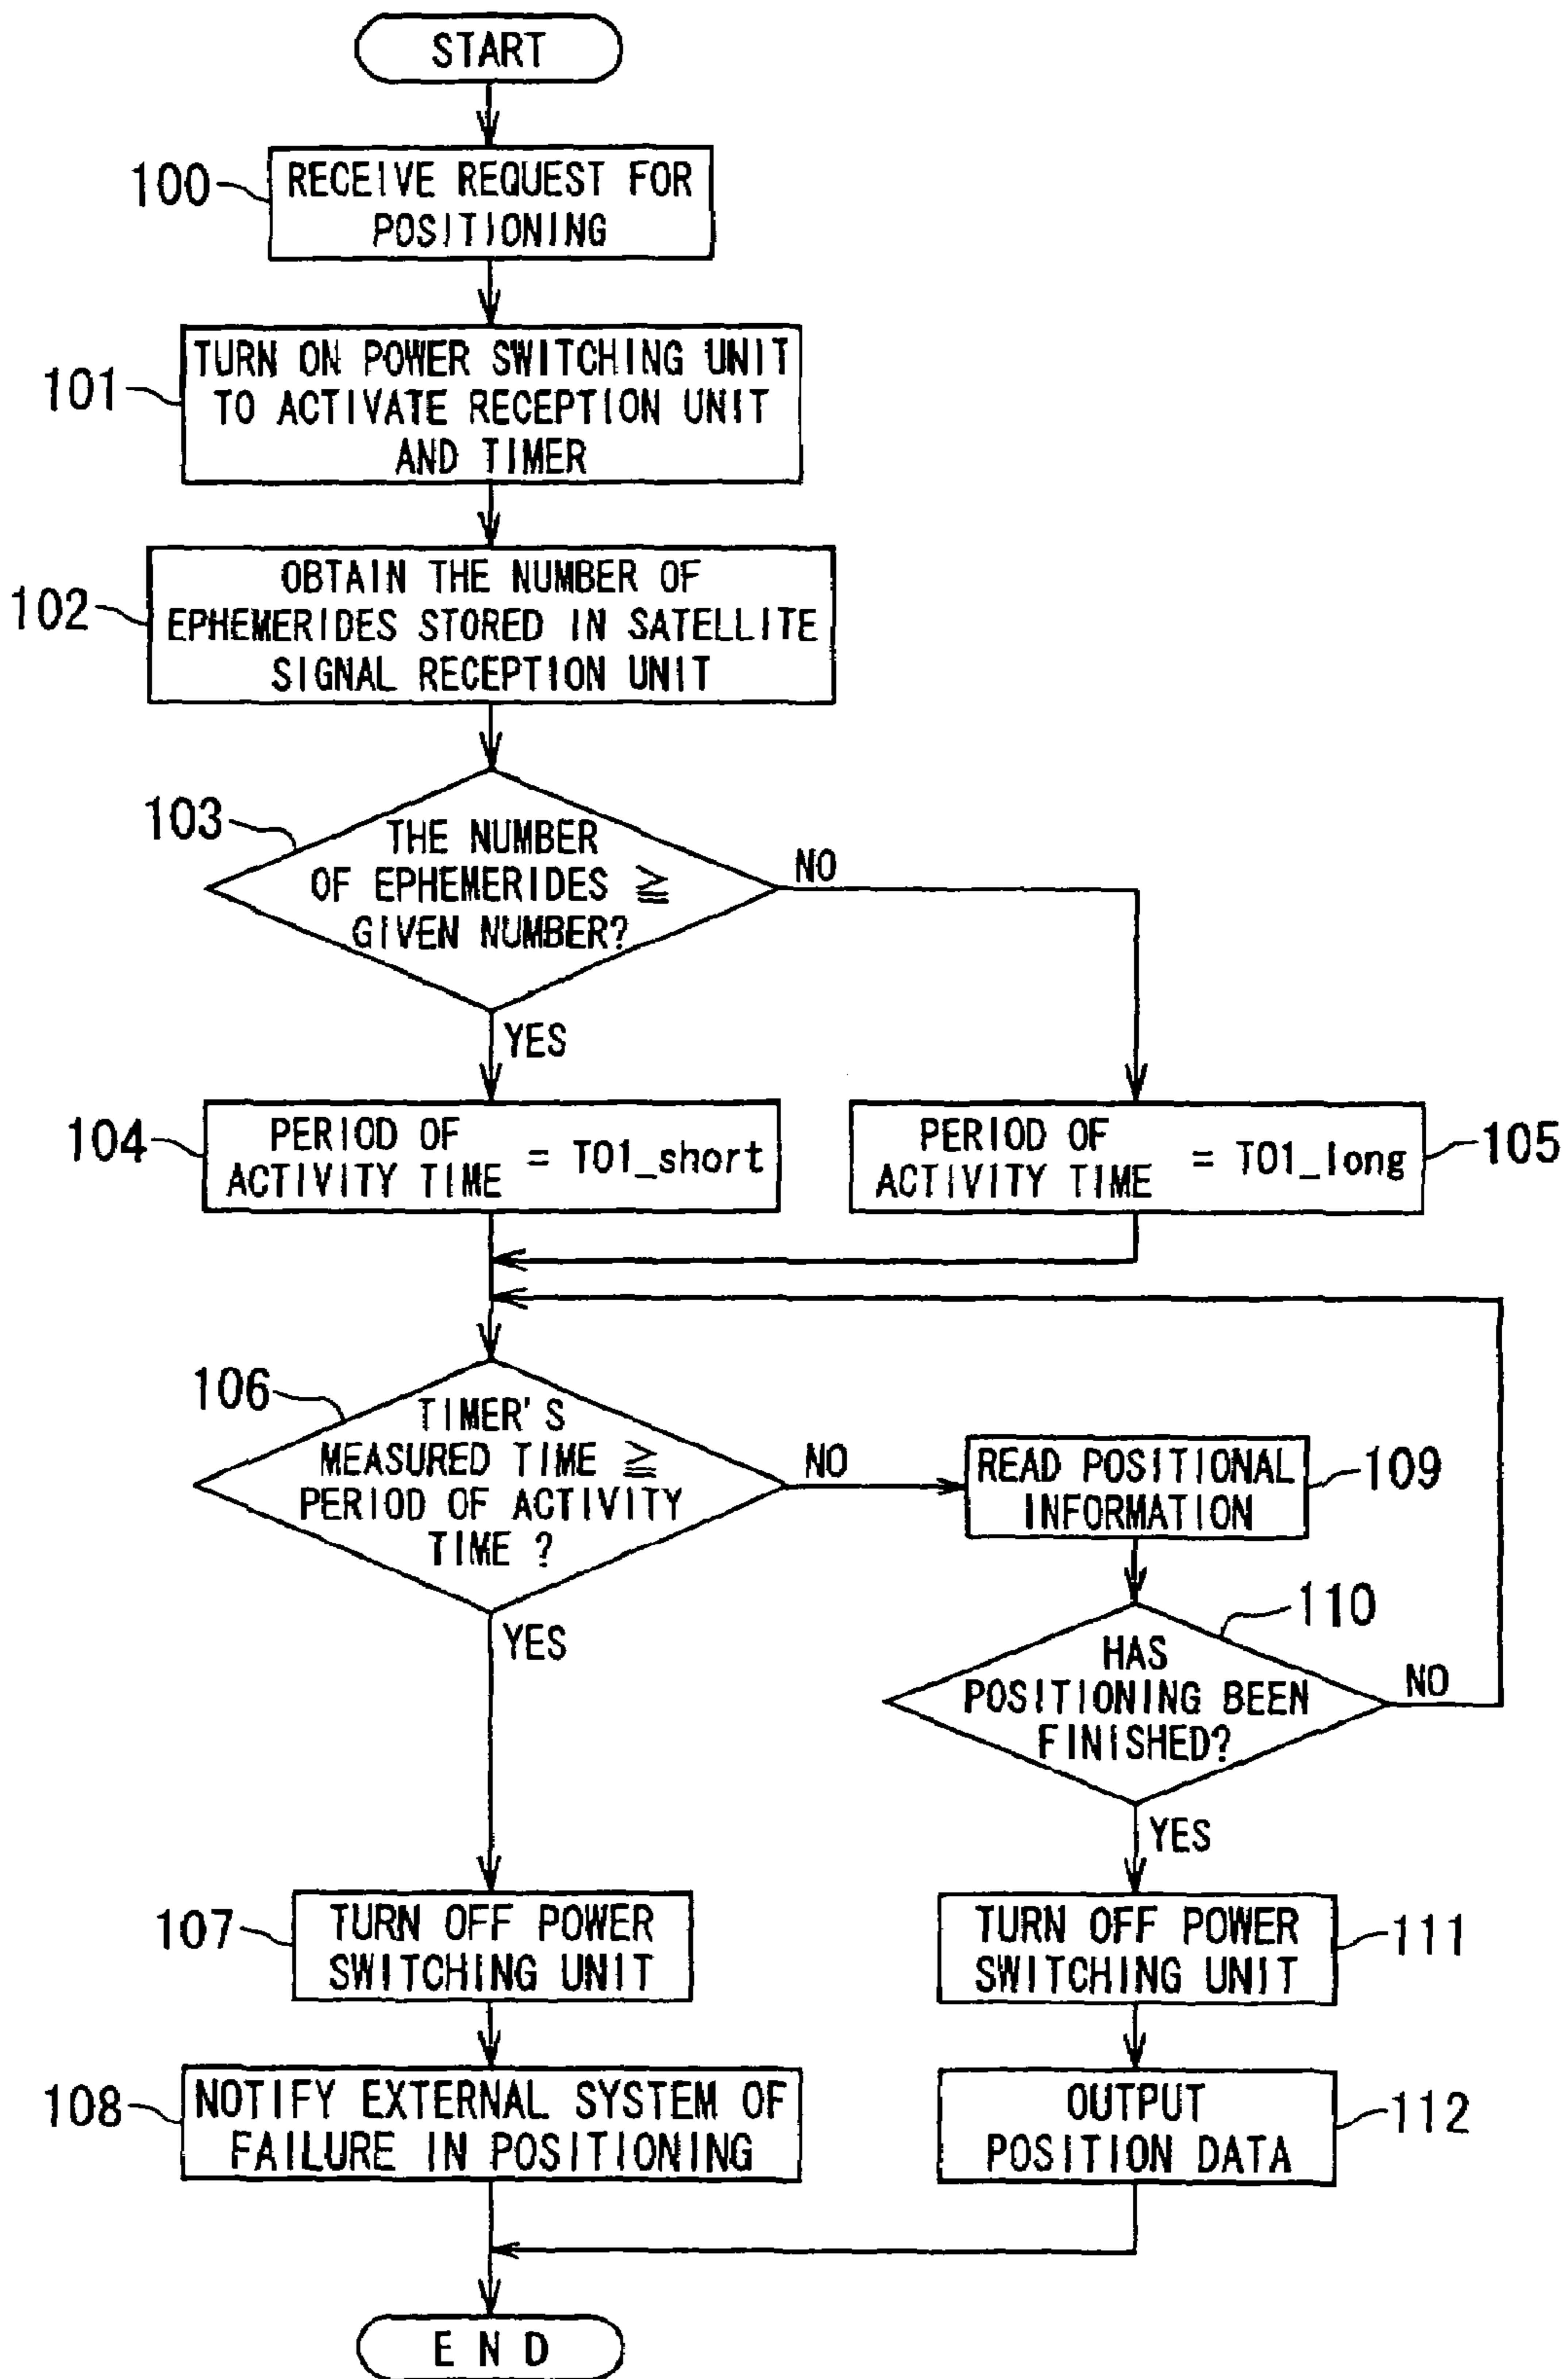 START
100
RECEIVE REQUEST FOR
POSITIONING
101
TURN ON POWER SWITCHING UNIT
TO ACTIVATE RECEPTION UNIT
AND TIMER
102
OBTAIN THE NUMBER OF
EPHEMERIDES STORED IN SATELLITE
SIGNAL RECEPTION UNIT
103
THE NUMBER
OF EPHEMERIDES ≧
GIVEN NUMBER?
NO
YES
104
PERIOD OF
ACTIVITY TIME = T01_short
PERIOD OF
ACTIVITY TIME = T01_long
105
106
TIMER'S
MEASURED TIME ≧
PERIOD OF ACTIVITY
TIME ?
NO
YES
READ POSITIONAL
INFORMATION
109
110
HAS
POSITIONING BEEN
FINISHED?
NO
YES
107
TURN OFF POWER
SWITCHING UNIT
TURN OFF POWER
SWITCHING UNIT
111
108
NOTIFY EXTERNAL SYSTEM OF
FAILURE IN POSITIONING
OUTPUT
POSITION DATA
112
END